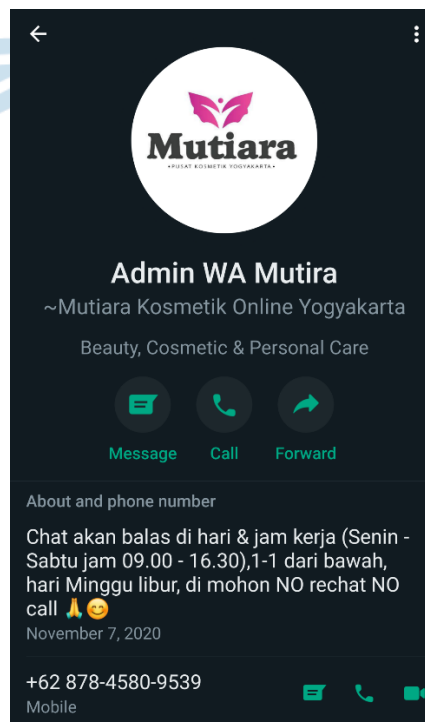 Mutiara
•PUSAT KOSMETIK YOGYAKARTA•
Admin WA Mutira
~Mutiara Kosmetik Online Yogyakarta
Beauty, Cosmetic & Personal Care
Message Call Forward
About and phone number
Chat akan balas di hari & jam kerja (Senin -
Sabtu jam 09.00 - 16.30),1-1 dari bawah,
hari Minggu libur, di mohon NO rechat NO
call 🙏😊
November 7, 2020
+62 878-4580-9539
Mobile